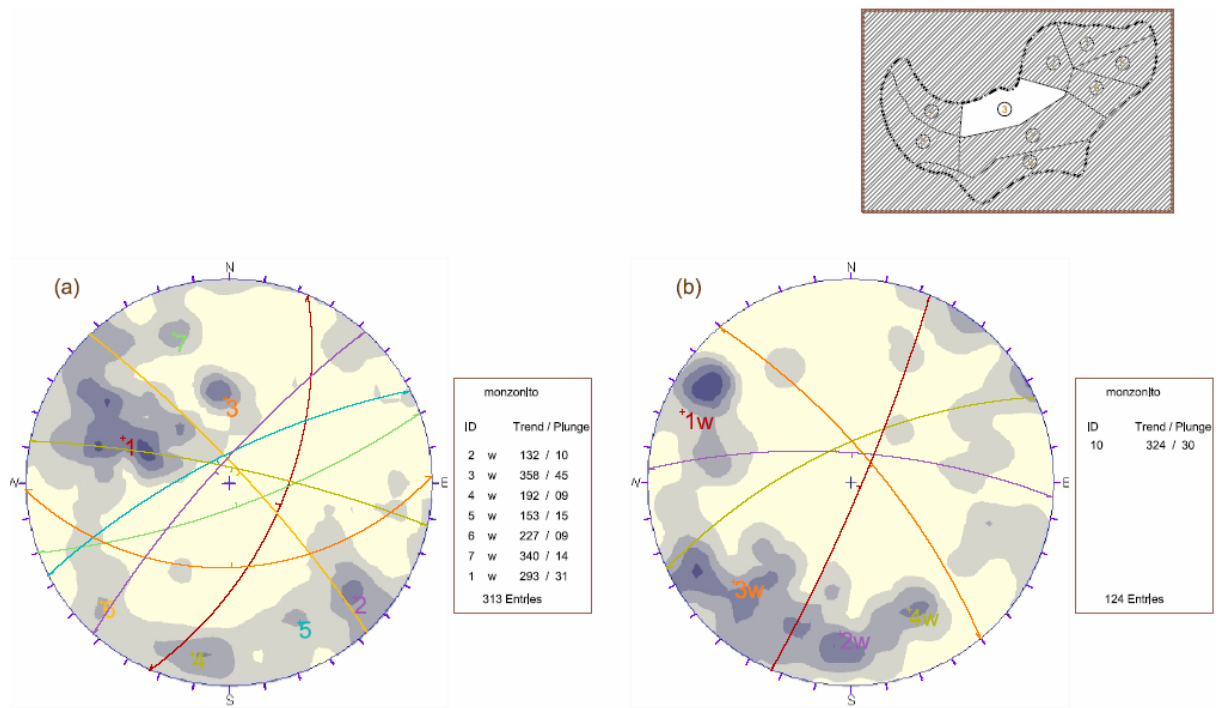 3
(a)
N
W
E
S
7
3
1
2
5
6
4
monzonito
ID Trend / Plunge
2 w 132 / 10
3 w 358 / 45
4 w 192 / 09
5 w 153 / 15
6 w 227 / 09
7 w 340 / 14
1 w 293 / 31
313 Entries
(b)
N
W
E
S
1w
3w
4w
2w
monzonito
ID Trend / Plunge
10 324 / 30
124 Entries